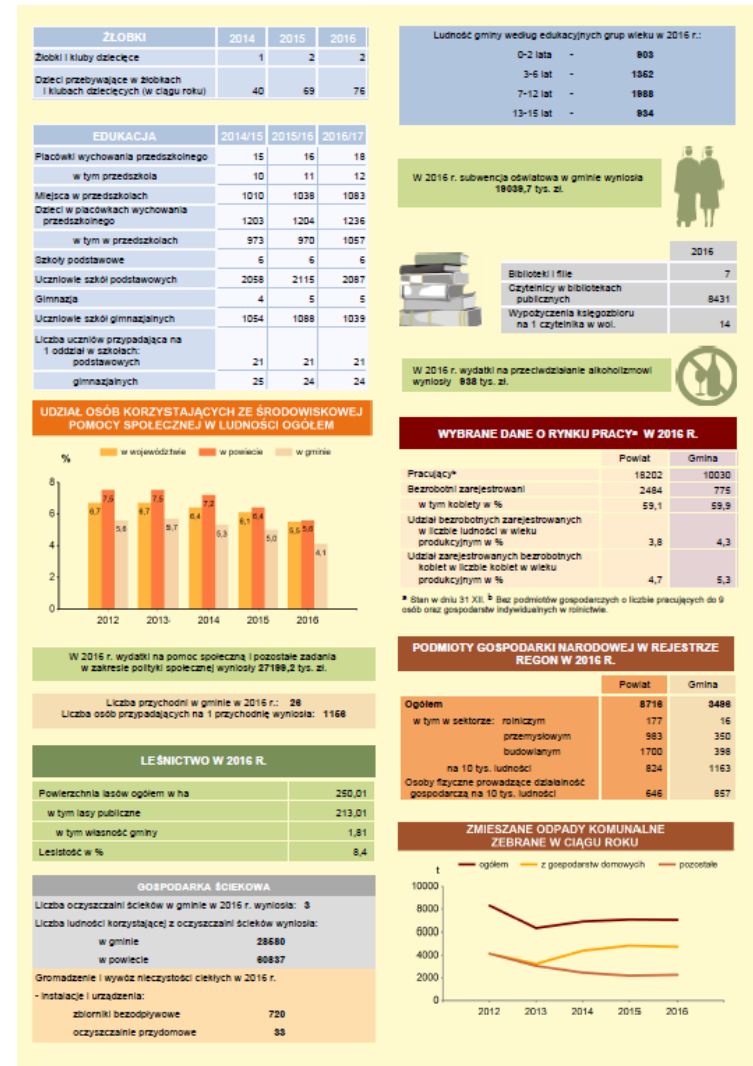 ŻŁOBKI 2014 2015 2016
Żłobki i kluby dziecięce 1 2 2
Dzieci przebywające w żłobkach
i klubach dziecięcych (w ciągu roku) 40 69 76
EDUKACJA 2014/15 2015/16 2016/17
Placówki wychowania przedszkolnego 15 16 18
w tym przedszkola 10 11 12
Miejsca w przedszkolach 1010 1038 1083
Dzieci w placówkach wychowania
przedszkolnego 1203 1204 1236
w tym w przedszkolach 973 970 1057
Szkoły podstawowe 6 6 6
Uczniowie szkół podstawowych 2058 2115 2087
Gimnazja 4 5 5
Uczniowie szkół gimnazjalnych 1054 1088 1039
Liczba uczniów przypadająca na
1 oddział w szkołach:
podstawowych 21 21 21
gimnazjalnych 25 24 24
UDZIAŁ OSÓB KORZYSTAJĄCYCH ZE ŚRODOWISKOWEJ
POMOCY SPOŁECZNEJ W LUDNOŚCI OGÓŁEM
% w województwie w powiecie w gminie
8
6
4
2
0
6,7 7,5 5,6
6,7 7,5 5,7
6,4 7,2 5,3
6,1 6,4 5,0
5,5 5,6 4,1
2012 2013 2014 2015 2016
W 2016 r. wydatki na pomoc społeczną i pozostałe zadania
w zakresie polityki społecznej wyniosły 27199,2 tys. zł.
Liczba przychodni w gminie w 2016 r.: 26
Liczba osób przypadających na 1 przychodnię wyniosła: 1156
LEŚNICTWO W 2016 R.
Powierzchnia lasów ogółem w ha 250,01
w tym lasy publiczne 213,01
w tym własność gminy 1,81
Lesistość w % 8,4
GOSPODARKA ŚCIEKOWA
Liczba oczyszczalni ścieków w gminie w 2016 r. wynosiła: 3
Liczba ludności korzystającej z oczyszczalni ścieków wynosiła:
w gminie 28580
w powiecie 60837
Gromadzenie i wywóz nieczystości ciekłych w 2016 r.
- instalacje i urządzenia:
zbiorniki bezodpływowe 720
oczyszczalnie przydomowe 33
Ludność gminy według edukacyjnych grup wieku w 2016 r.:
0-2 lata - 903
3-6 lat - 1352
7-12 lat - 1988
13-15 lat - 934
W 2016 r. subwencja oświatowa w gminie wyniosła
19039,7 tys. zł.
2016
Biblioteki i filie 7
Czytelnicy w bibliotekach
publicznych 8431
Wypożyczenia księgozbioru
na 1 czytelnika w wol. 14
W 2016 r. wydatki na przeciwdziałanie alkoholizmowi
wyniosły 938 tys. zł.
WYBRANE DANE O RYNKU PRACYa W 2016 R.
Powiat Gmina
Pracującyb 18202 10030
Bezrobotni zarejestrowani 2484 775
w tym kobiety w % 59,1 59,9
Udział bezrobotnych zarejestrowanych
w liczbie ludności w wieku
produkcyjnym w % 3,8 4,3
Udział zarejestrowanych bezrobotnych
kobiet w liczbie kobiet w wieku
produkcyjnym w % 4,7 5,3
a Stan w dniu 31 XII. b Bez podmiotów gospodarczych o liczbie pracujących do 9
osób oraz gospodarstw indywidualnych w rolnictwie.
PODMIOTY GOSPODARKI NARODOWEJ W REJESTRZE
REGON W 2016 R.
Powiat Gmina
Ogółem 8716 3496
w tym w sektorze: rolniczym 177 16
przemysłowym 983 350
budowlanym 1700 398
na 10 tys. ludności 824 1163
Osoby fizyczne prowadzące działalność
gospodarczą na 10 tys. ludności 646 857
ZMIESZANE ODPADY KOMUNALNE
ZEBRANE W CIĄGU ROKU
t ogółem z gospodarstw domowych pozostałe
10000
8000
6000
4000
2000
0
2012 2013 2014 2015 2016